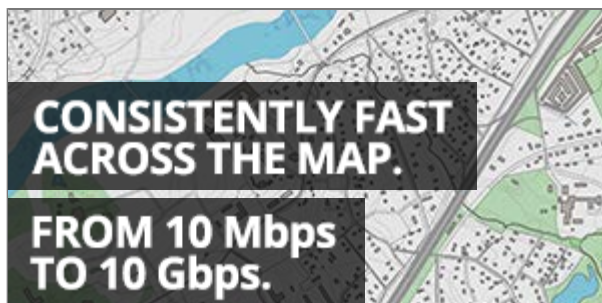 CONSISTENTLY FAST
ACROSS THE MAP.
FROM 10 Mbps
TO 10 Gbps.